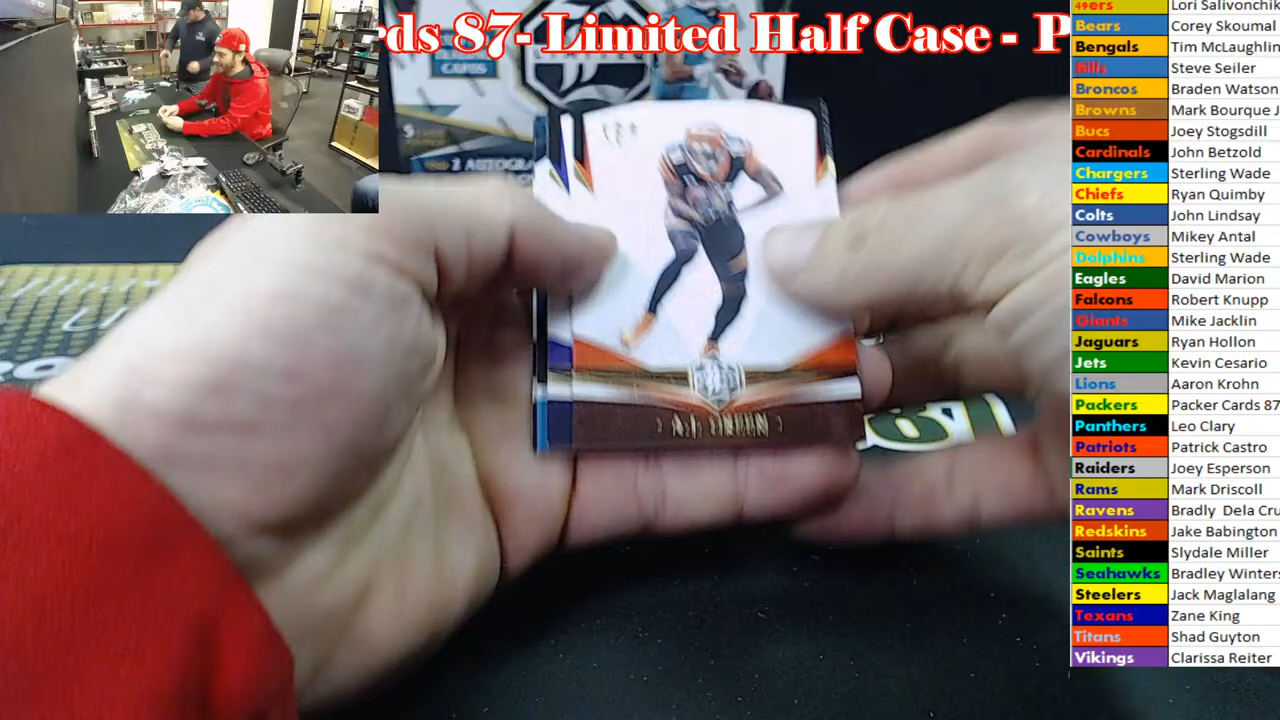 rds 87- Limited Half Case - P
CARDS
2 AUTOGRA
LIMITED
87
49ers Lori Salivonchik
Bears Corey Skoumal
Bengals Tim McLaughlin
Bills Steve Seiler
Broncos Braden Watson
Browns Mark Bourque J
Bucs Joey Stogsdill
Cardinals John Betzold
Chargers Sterling Wade
Chiefs Ryan Quimby
Colts John Lindsay
Cowboys Mikey Antal
Dolphins Sterling Wade
Eagles David Marion
Falcons Robert Knupp
Giants Mike Jacklin
Jaguars Ryan Hollon
Jets Kevin Cesario
Lions Aaron Krohn
Packers Packer Cards 87
Panthers Leo Clary
Patriots Patrick Castro
Raiders Joey Esperson
Rams Mark Driscoll
Ravens Bradly Dela Cru
Redskins Jake Babington
Saints Slydale Miller
Seahawks Bradley Winters
Steelers Jack Maglalang
Texans Zane King
Titans Shad Guyton
Vikings Clarissa Reiter